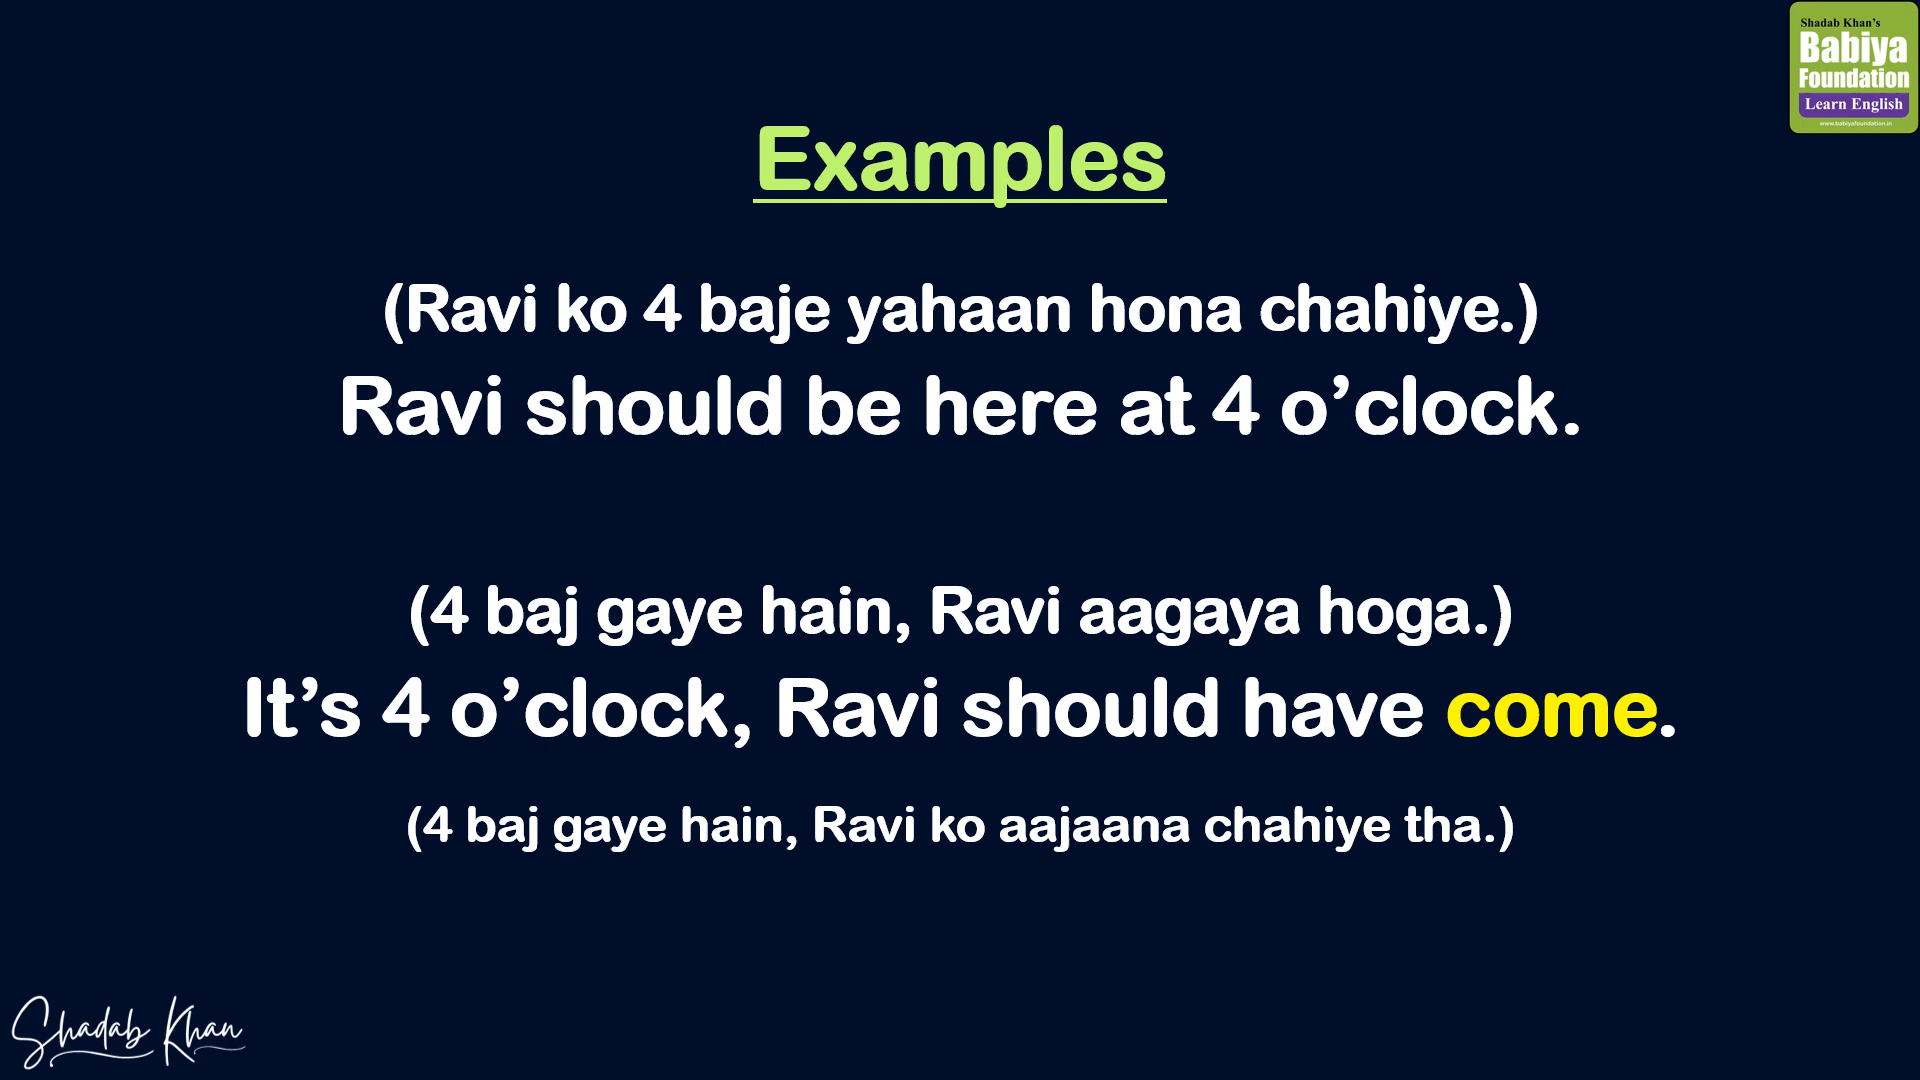 Shadab Khan's
Babiya
Foundation
Learn English
www.babiyafoundation.in
Examples
(Ravi ko 4 baje yahaan hona chahiye.)
Ravi should be here at 4 o’clock.
(4 baj gaye hain, Ravi aagaya hoga.)
It’s 4 o’clock, Ravi should have come.
(4 baj gaye hain, Ravi ko aajaana chahiye tha.)
Shadab Khan